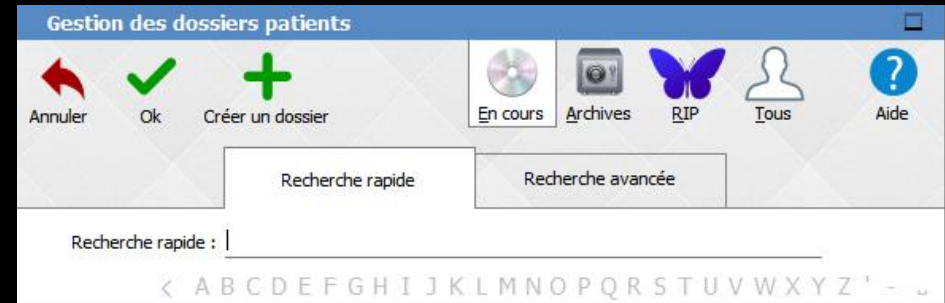 Gestion des dossiers patients
Annuler Ok Créer un dossier En cours Archives RIP Tous Aide
Recherche rapide Recherche avancée
Recherche rapide :
< A B C D E F G H I J K L M N O P Q R S T U V W X Y Z ' - ␣